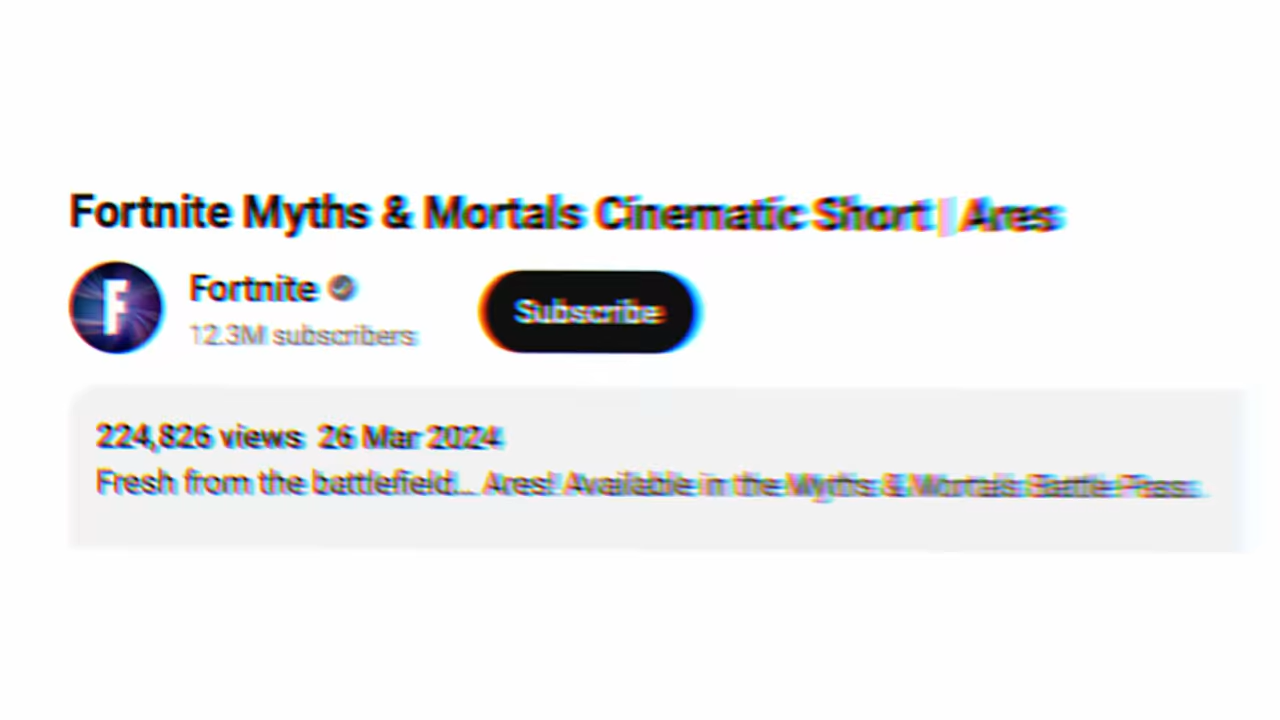 Fortnite Myths & Mortals Cinematic Short | Ares
F
Fortnite
12.3M subscribers
Subscribe
224,826 views 26 Mar 2024
Fresh from the battlefield... Ares! Available in the Myths & Mortals Battle Pass.